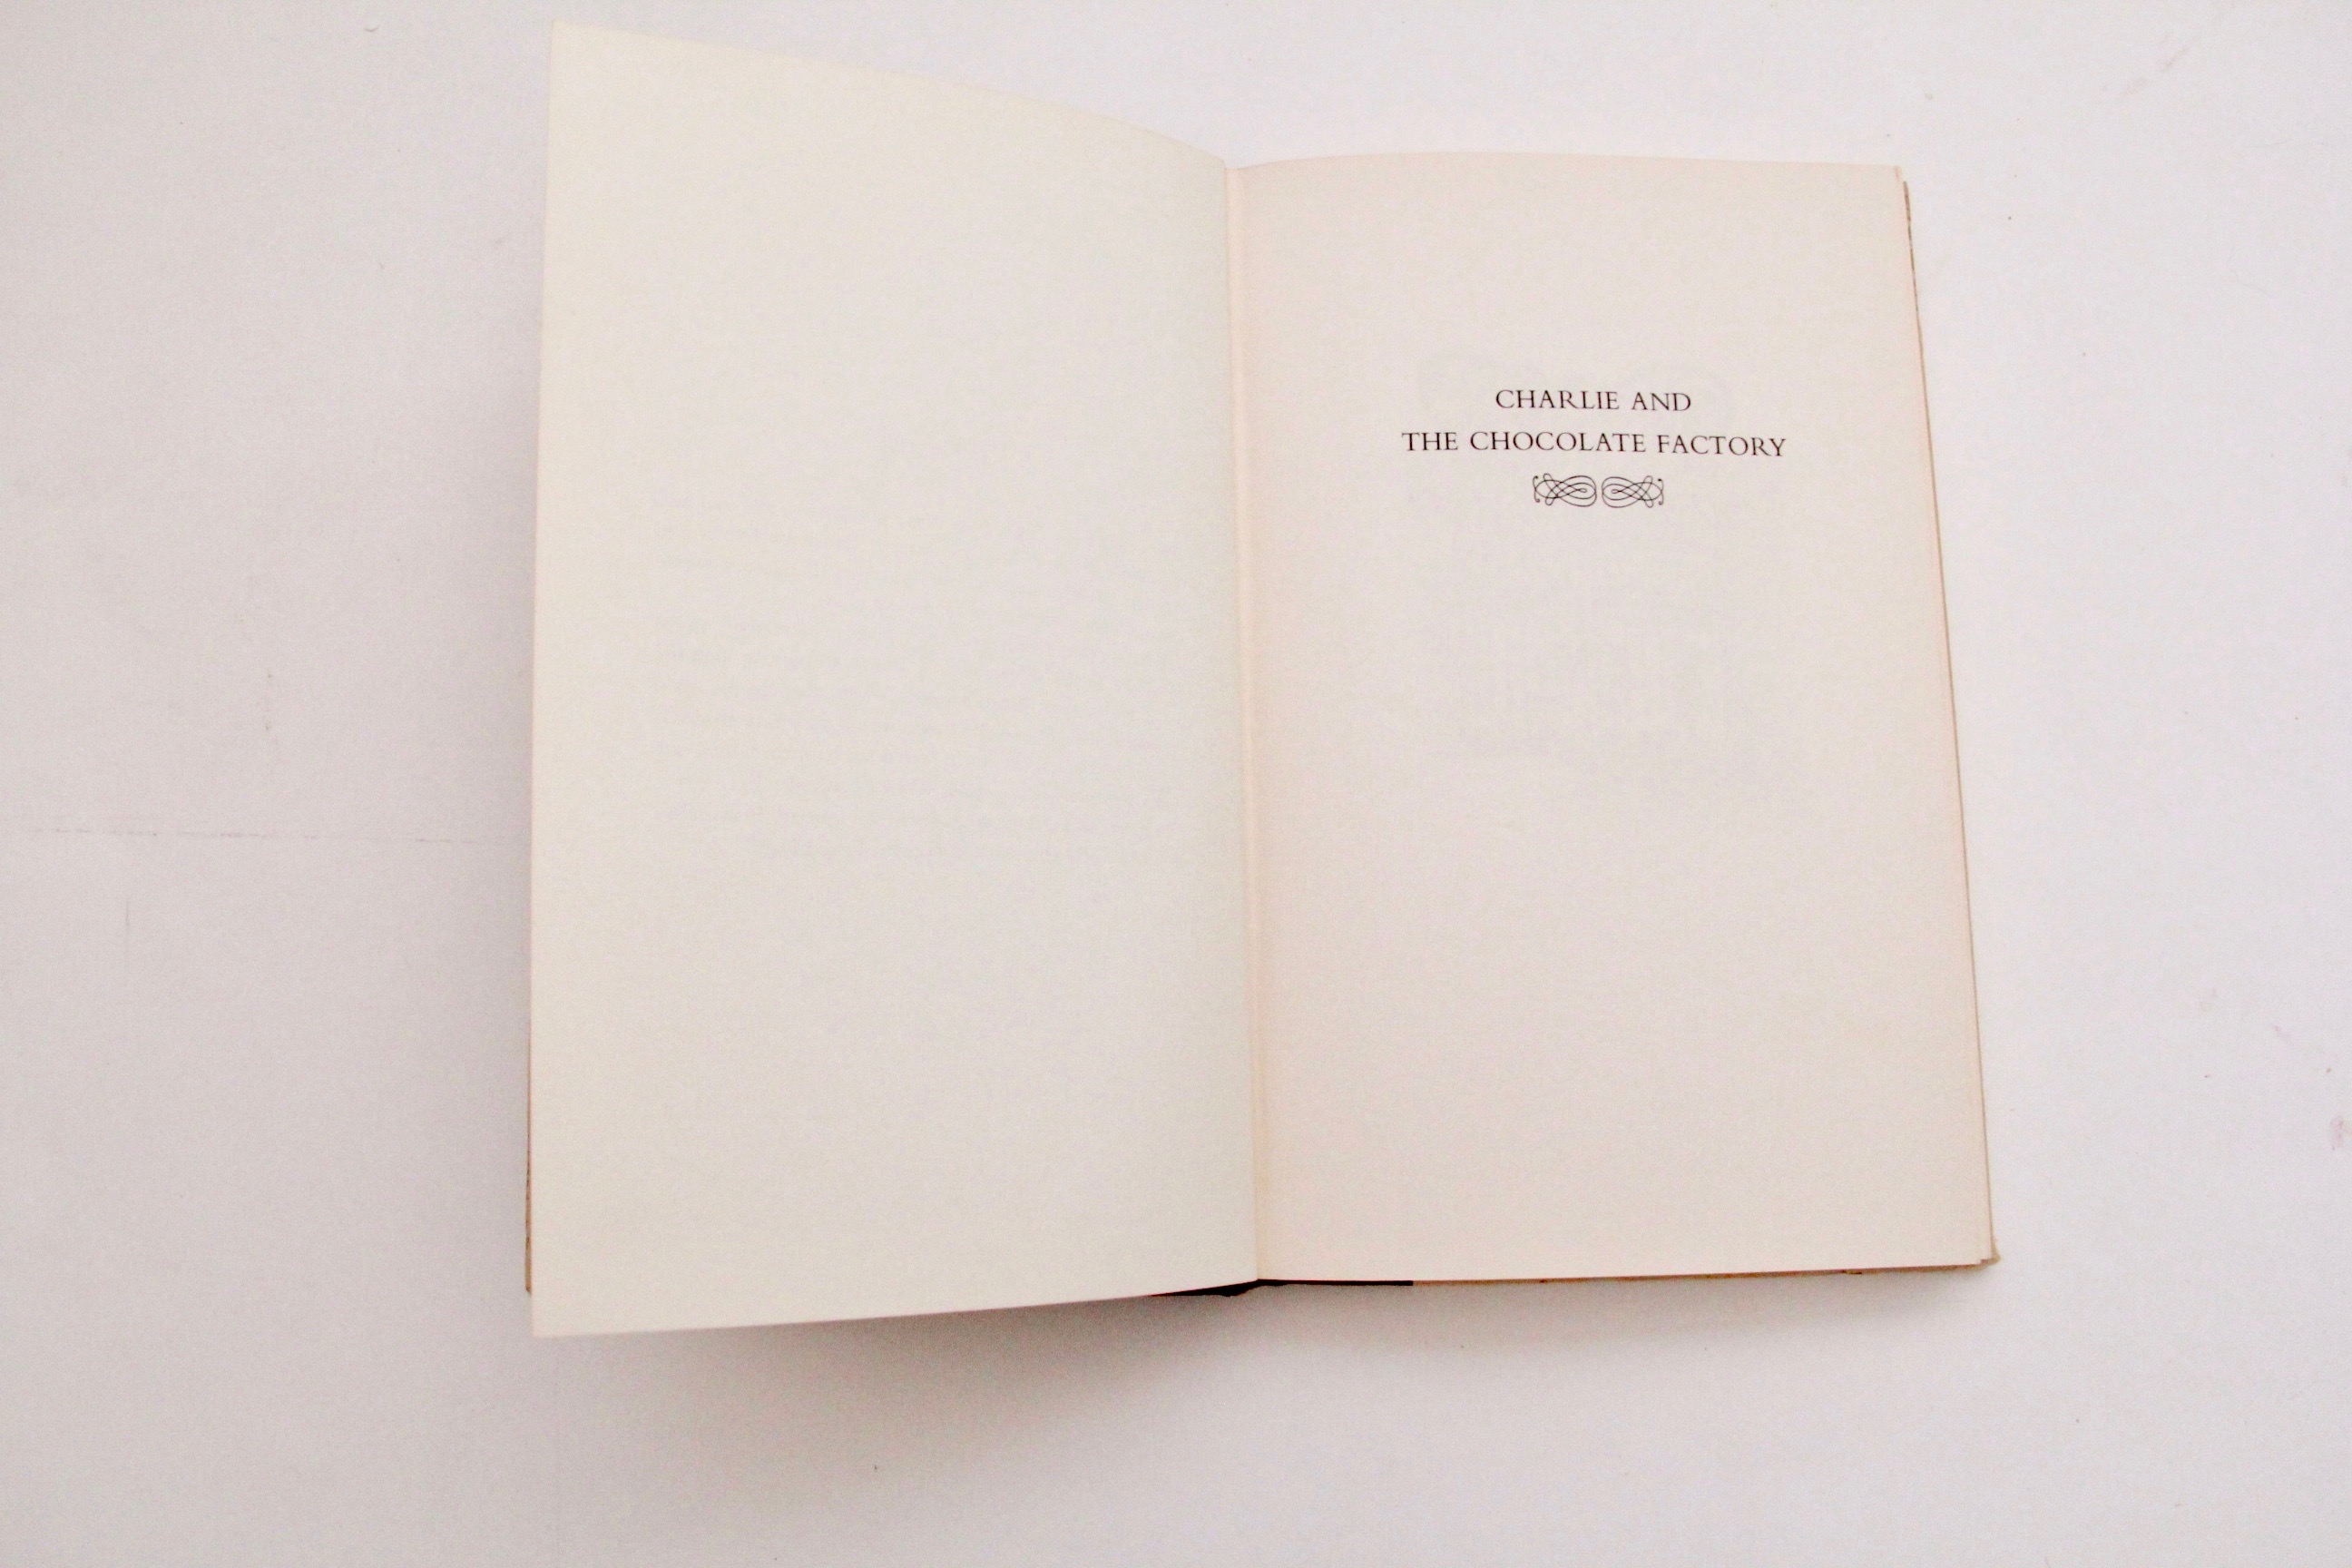 CHARLIE AND
THE CHOCOLATE FACTORY